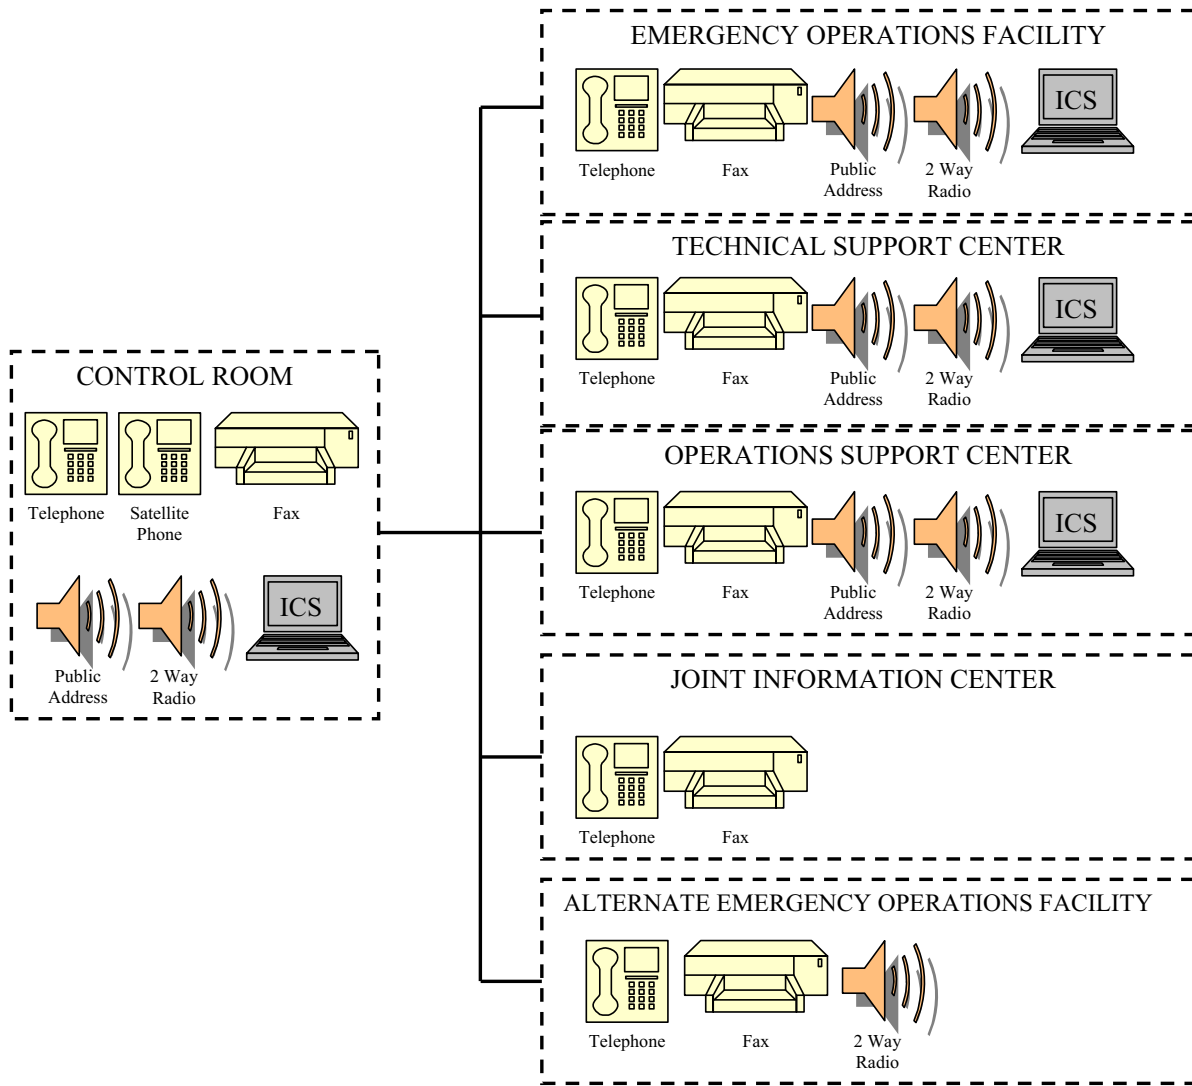 EMERGENCY OPERATIONS FACILITY
ICS
Telephone
Fax
Public
Address
2 Way
Radio
TECHNICAL SUPPORT CENTER
ICS
Telephone
Fax
Public
Address
2 Way
Radio
CONTROL ROOM
Telephone
Satellite
Phone
Fax
ICS
Public
Address
2 Way
Radio
OPERATIONS SUPPORT CENTER
ICS
Telephone
Fax
Public
Address
2 Way
Radio
JOINT INFORMATION CENTER
Telephone
Fax
ALTERNATE EMERGENCY OPERATIONS FACILITY
Telephone
Fax
2 Way
Radio